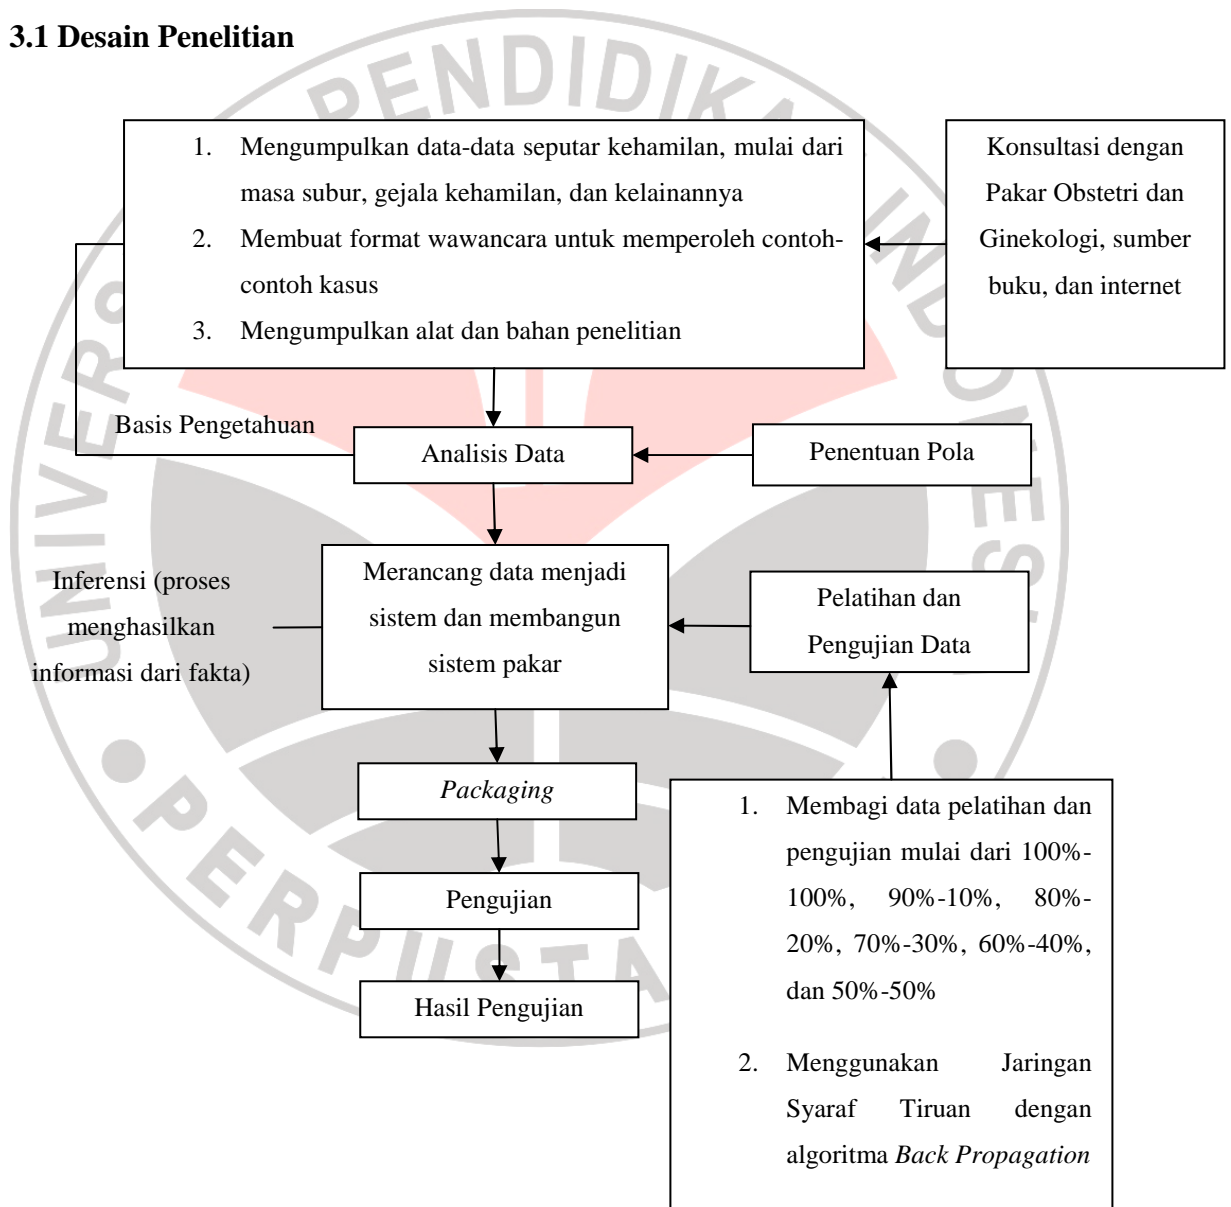 3.1 Desain Penelitian
1. Mengumpulkan data-data seputar kehamilan, mulai dari
masa subur, gejala kehamilan, dan kelainannya
2. Membuat format wawancara untuk memperoleh contoh-
contoh kasus
3. Mengumpulkan alat dan bahan penelitian
Konsultasi dengan
Pakar Obstetri dan
Ginekologi, sumber
buku, dan internet
Basis Pengetahuan
Analisis Data
Penentuan Pola
Inferensi (proses
menghasilkan
informasi dari fakta)
Merancang data menjadi
sistem dan membangun
sistem pakar
Pelatihan dan
Pengujian Data
Packaging
Pengujian
Hasil Pengujian
1. Membagi data pelatihan dan
pengujian mulai dari 100%-
100%, 90%-10%, 80%-
20%, 70%-30%, 60%-40%,
dan 50%-50%
2. Menggunakan Jaringan
Syaraf Tiruan dengan
algoritma Back Propagation